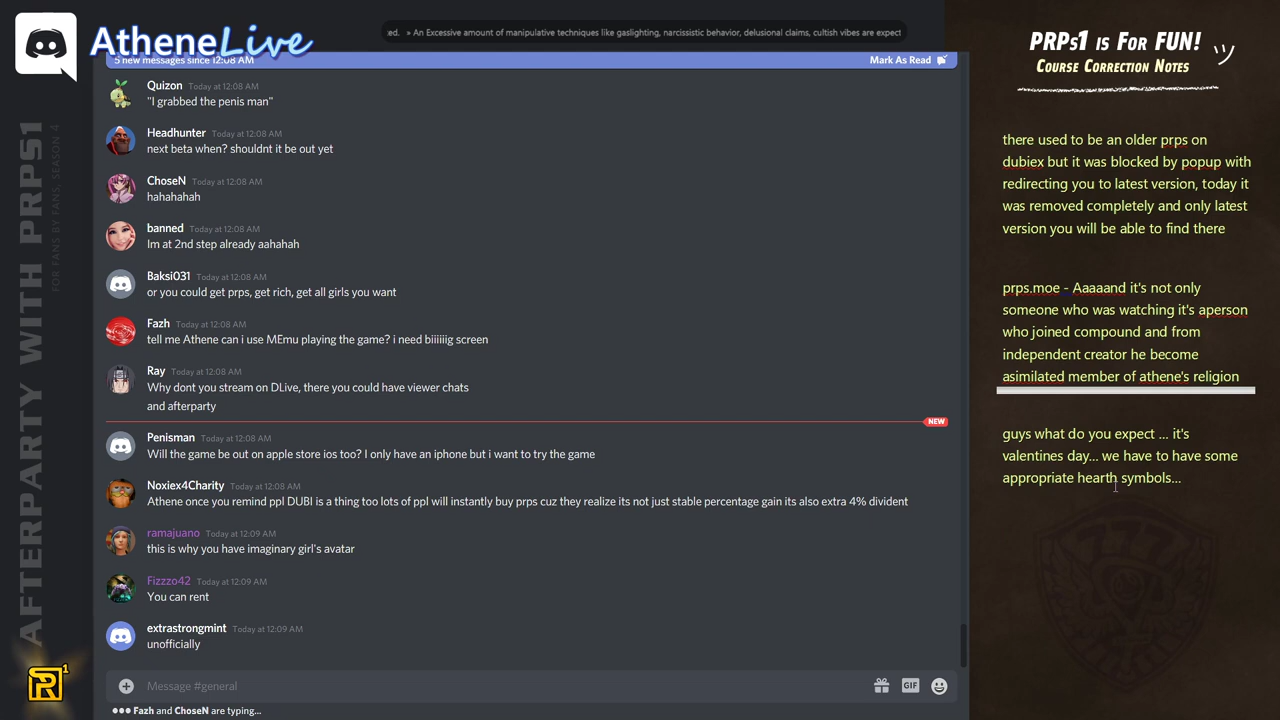 AtheneLive
ed. » An Excessive amount of manipulative techniques like gaslighting, narcissistic behavior, delusional claims, cultish vibes are expect
5 new messages since 12:08 AM
Mark As Read
Quizon Today at 12:08 AM
"I grabbed the penis man"
Headhunter Today at 12:08 AM
next beta when? shouldnt it be out yet
ChoseN Today at 12:08 AM
hahahahah
banned Today at 12:08 AM
Im at 2nd step already aahahah
Baksi031 Today at 12:08 AM
or you could get prps, get rich, get all girls you want
Fazh Today at 12:08 AM
tell me Athene can i use MEmu playing the game? i need biiiiiig screen
Ray Today at 12:08 AM
Why dont you stream on DLive, there you could have viewer chats
and afterparty
NEW
Penisman Today at 12:08 AM
Will the game be out on apple store ios too? I only have an iphone but i want to try the game
Noxiex4Charity Today at 12:08 AM
Athene once you remind ppl DUBI is a thing too lots of ppl will instantly buy prps cuz they realize its not just stable percentage gain its also extra 4% divident
ramajuano Today at 12:09 AM
this is why you have imaginary girl's avatar
Fizzzo42 Today at 12:09 AM
You can rent
extrastrongmint Today at 12:09 AM
unofficially
Message #general
GIF
Fazh and ChoseN are typing...
AFTERPARTY WITH PRPS1
FOR FANS BY FANS, SEASON 4
R1
PRPs1 is For FUN!
Course Correction Notes
ツ
there used to be an older prps on
dubiex but it was blocked by popup with
redirecting you to latest version, today it
was removed completely and only latest
version you will be able to find there
prps.moe - Aaaaand it's not only
someone who was watching it's aperson
who joined compound and from
independent creator he become
asimilated member of athene's religion
guys what do you expect ... it's
valentines day... we have to have some
appropriate hearth symbols...
777